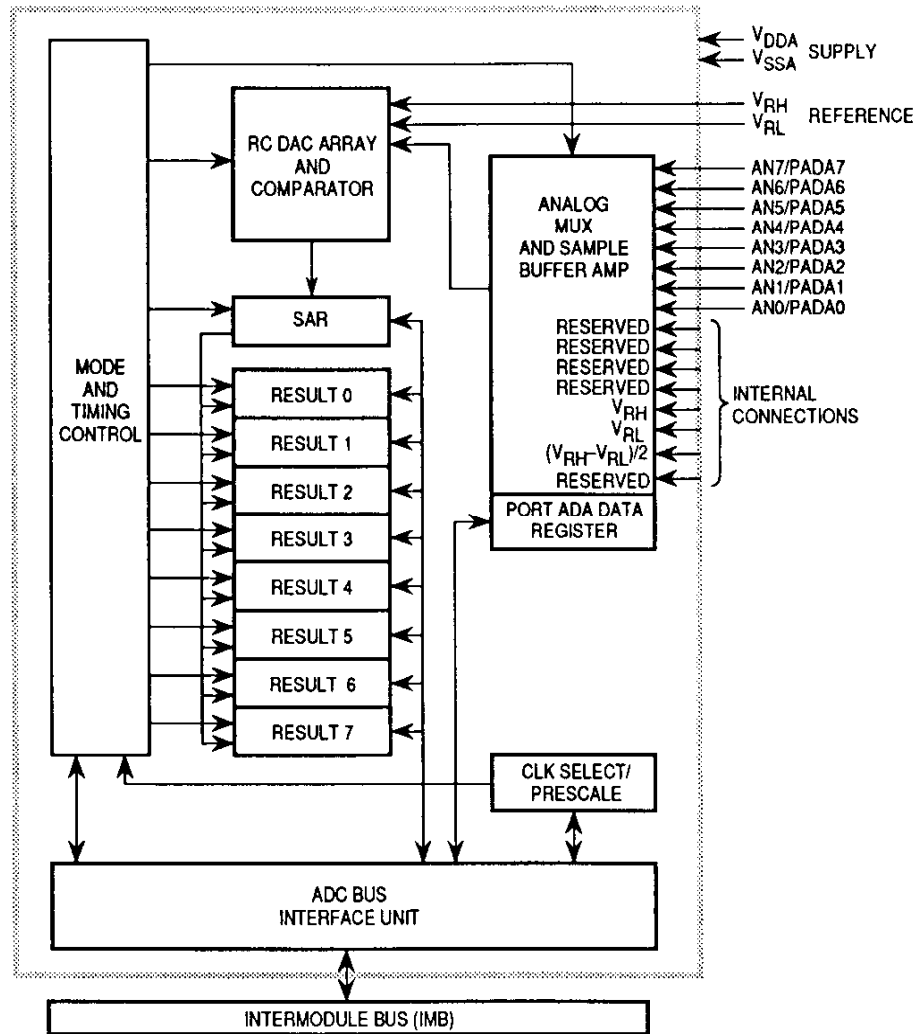 VDDA
VSSA
SUPPLY
VRH
VRL
REFERENCE
RC DAC ARRAY
AND
COMPARATOR
AN7/PADA7
AN6/PADA6
AN5/PADA5
AN4/PADA4
AN3/PADA3
AN2/PADA2
AN1/PADA1
AN0/PADA0
ANALOG
MUX
AND SAMPLE
BUFFER AMP
SAR
RESERVED
RESERVED
RESERVED
RESERVED
VRH
VRL
(VRH–VRL)/2
RESERVED
INTERNAL
CONNECTIONS
MODE
AND
TIMING
CONTROL
RESULT 0
RESULT 1
RESULT 2
RESULT 3
RESULT 4
RESULT 5
RESULT 6
RESULT 7
PORT ADA DATA
REGISTER
CLK SELECT/
PRESCALE
ADC BUS
INTERFACE UNIT
INTERMODULE BUS (IMB)